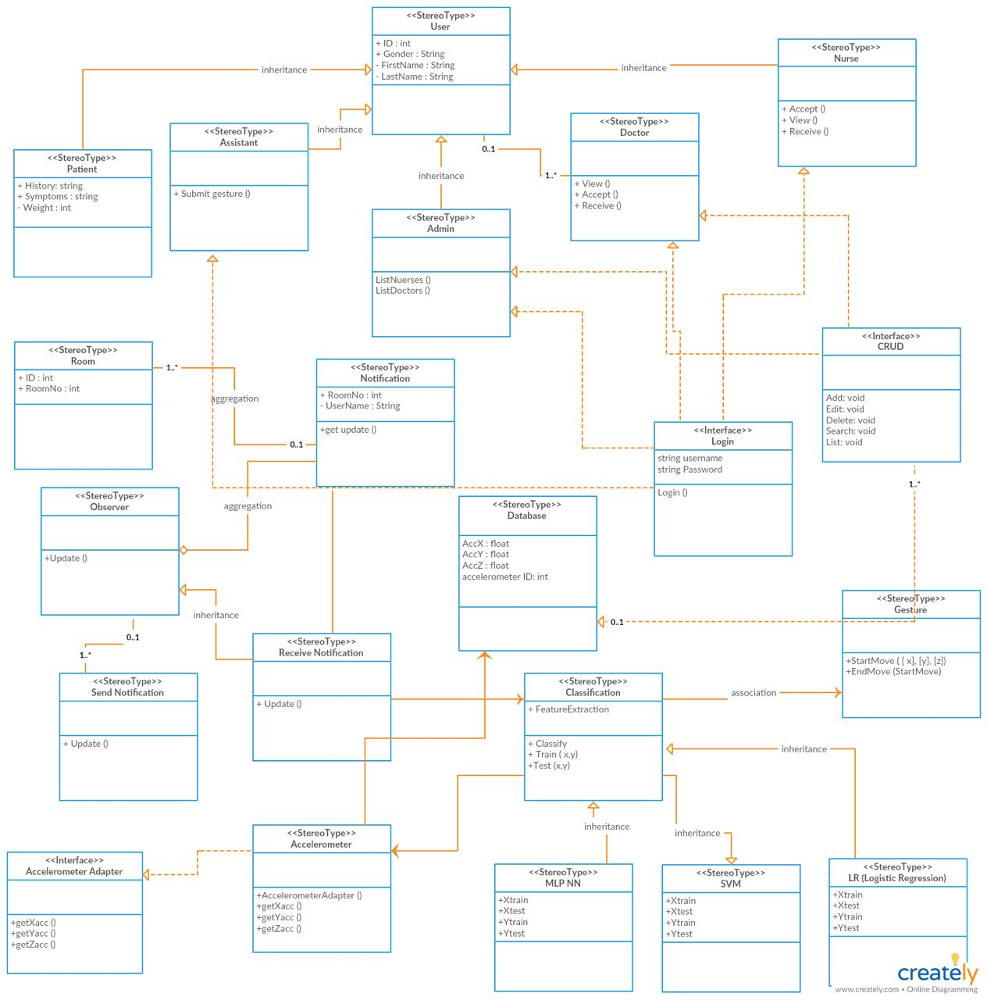 <<StereoType>>
User
+ ID : int
+ Gender : String
- FirstName : String
- LastName : String
<<StereoType>>
Nurse
+ Accept ()
+ View ()
+ Receive ()
inheritance
inheritance
<<StereoType>>
Doctor
+ View ()
+ Accept ()
+ Receive ()
<<StereoType>>
Assistant
+ Submit gesture ()
inheritance
<<StereoType>>
Patient
+ History: string
+ Symptoms : string
- Weight : int
0..1
1..*
inheritance
<<StereoType>>
Admin
ListNuerses ()
ListDoctors ()
<<Interface>>
CRUD
Add: void
Edit: void
Delete: void
Search: void
List: void
<<StereoType>>
Room
+ ID : int
+ RoomNo : int
1..*
aggregation
0..1
<<StereoType>>
Notification
+ RoomNo : int
- UserName : String
+get update ()
<<Interface>>
Login
string username
string Password
Login ()
1..*
<<StereoType>>
Observer
+Update ()
aggregation
<<StereoType>>
Database
AccX : float
AccY : float
AccZ : float
accelerometer ID: int
0..1
<<StereoType>>
Gesture
+StartMove ( [ x], [y], [z])
+EndMove (StartMove)
inheritance
0..1
1..*
<<StereoType>>
Send Notification
+ Update ()
<<StereoType>>
Receive Notification
+ Update ()
<<StereoType>>
Classification
+ FeatureExtraction
+ Classify
+ Train ( x,y)
+Test (x,y)
association
inheritance
inheritance
inheritance
<<Interface>>
Accelerometer Adapter
+getXacc ()
+getYacc ()
+getZacc ()
<<StereoType>>
Accelerometer
+AccelerometerAdapter ()
+getXacc ()
+getYacc ()
+getZacc ()
<<StereoType>>
MLP NN
+Xtrain
+Xtest
+Ytrain
+Ytest
<<StereoType>>
SVM
+Xtrain
+Xtest
+Ytrain
+Ytest
<<StereoType>>
LR (Logistic Regression)
+Xtrain
+Xtest
+Ytrain
+Ytest
creately
www.creately.com • Online Diagramming